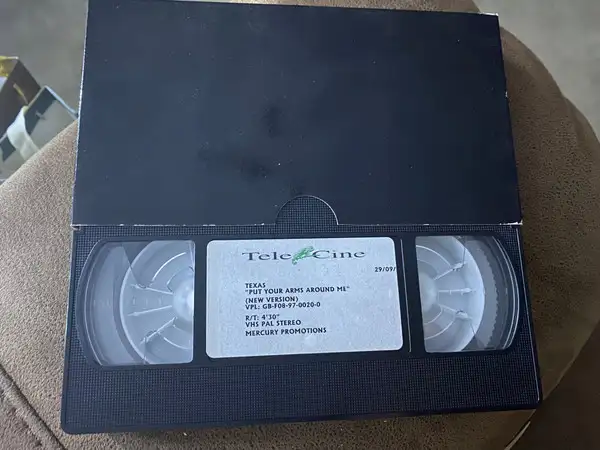 Tele Cine
29/09/
TEXAS
"PUT YOUR ARMS AROUND ME"
(NEW VERSION)
VPL: GB-F08-97-0020-0
R/T: 4'30"
VHS PAL STEREO
MERCURY PROMOTIONS